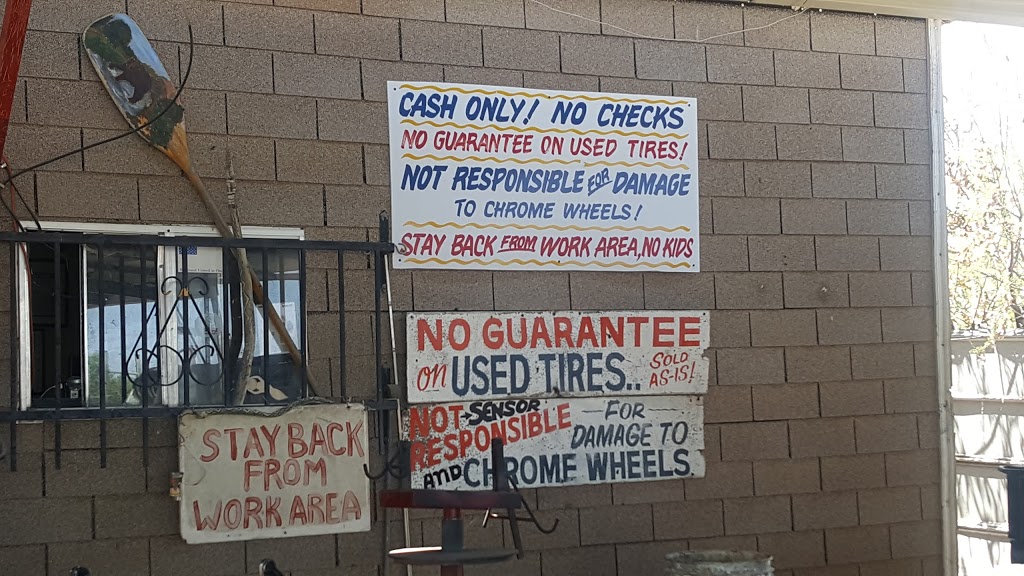 CASH ONLY! NO CHECKS
NO GUARANTEE ON USED TIRES!
NOT RESPONSIBLE FOR DAMAGE
TO CHROME WHEELS!
STAY BACK FROM WORK AREA, NO KIDS
NO GUARANTEE
on USED TIRES.. SOLD
AS-IS!
NOT SENSOR FOR
RESPONSIBLE DAMAGE TO
AND CHROME WHEELS.
STAY BACK
FROM
WORK AREA